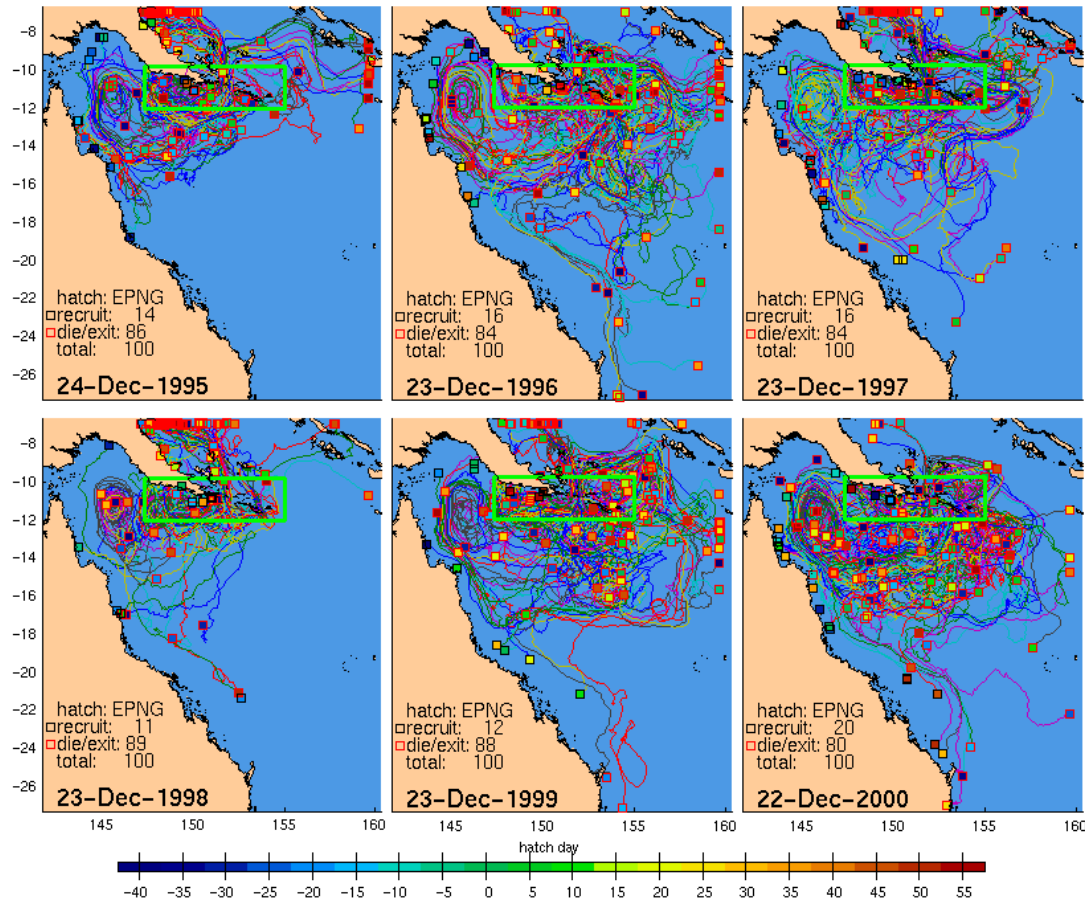 -8
-10
-12
-14
-16
-18
-20
-22
-24
-26
hatch: EPNG
recruit: 14
die/exit: 86
total: 100
24-Dec-1995
hatch: EPNG
recruit: 16
die/exit: 84
total: 100
23-Dec-1996
hatch: EPNG
recruit: 16
die/exit: 84
total: 100
23-Dec-1997
-8
-10
-12
-14
-16
-18
-20
-22
-24
-26
hatch: EPNG
recruit: 11
die/exit: 89
total: 100
23-Dec-1998
hatch: EPNG
recruit: 12
die/exit: 88
total: 100
23-Dec-1999
hatch: EPNG
recruit: 20
die/exit: 80
total: 100
22-Dec-2000
145 150 155 160
145 150 155 160
145 150 155 160
hatch day
-40 -35 -30 -25 -20 -15 -10 -5 0 5 10 15 20 25 30 35 40 45 50 55